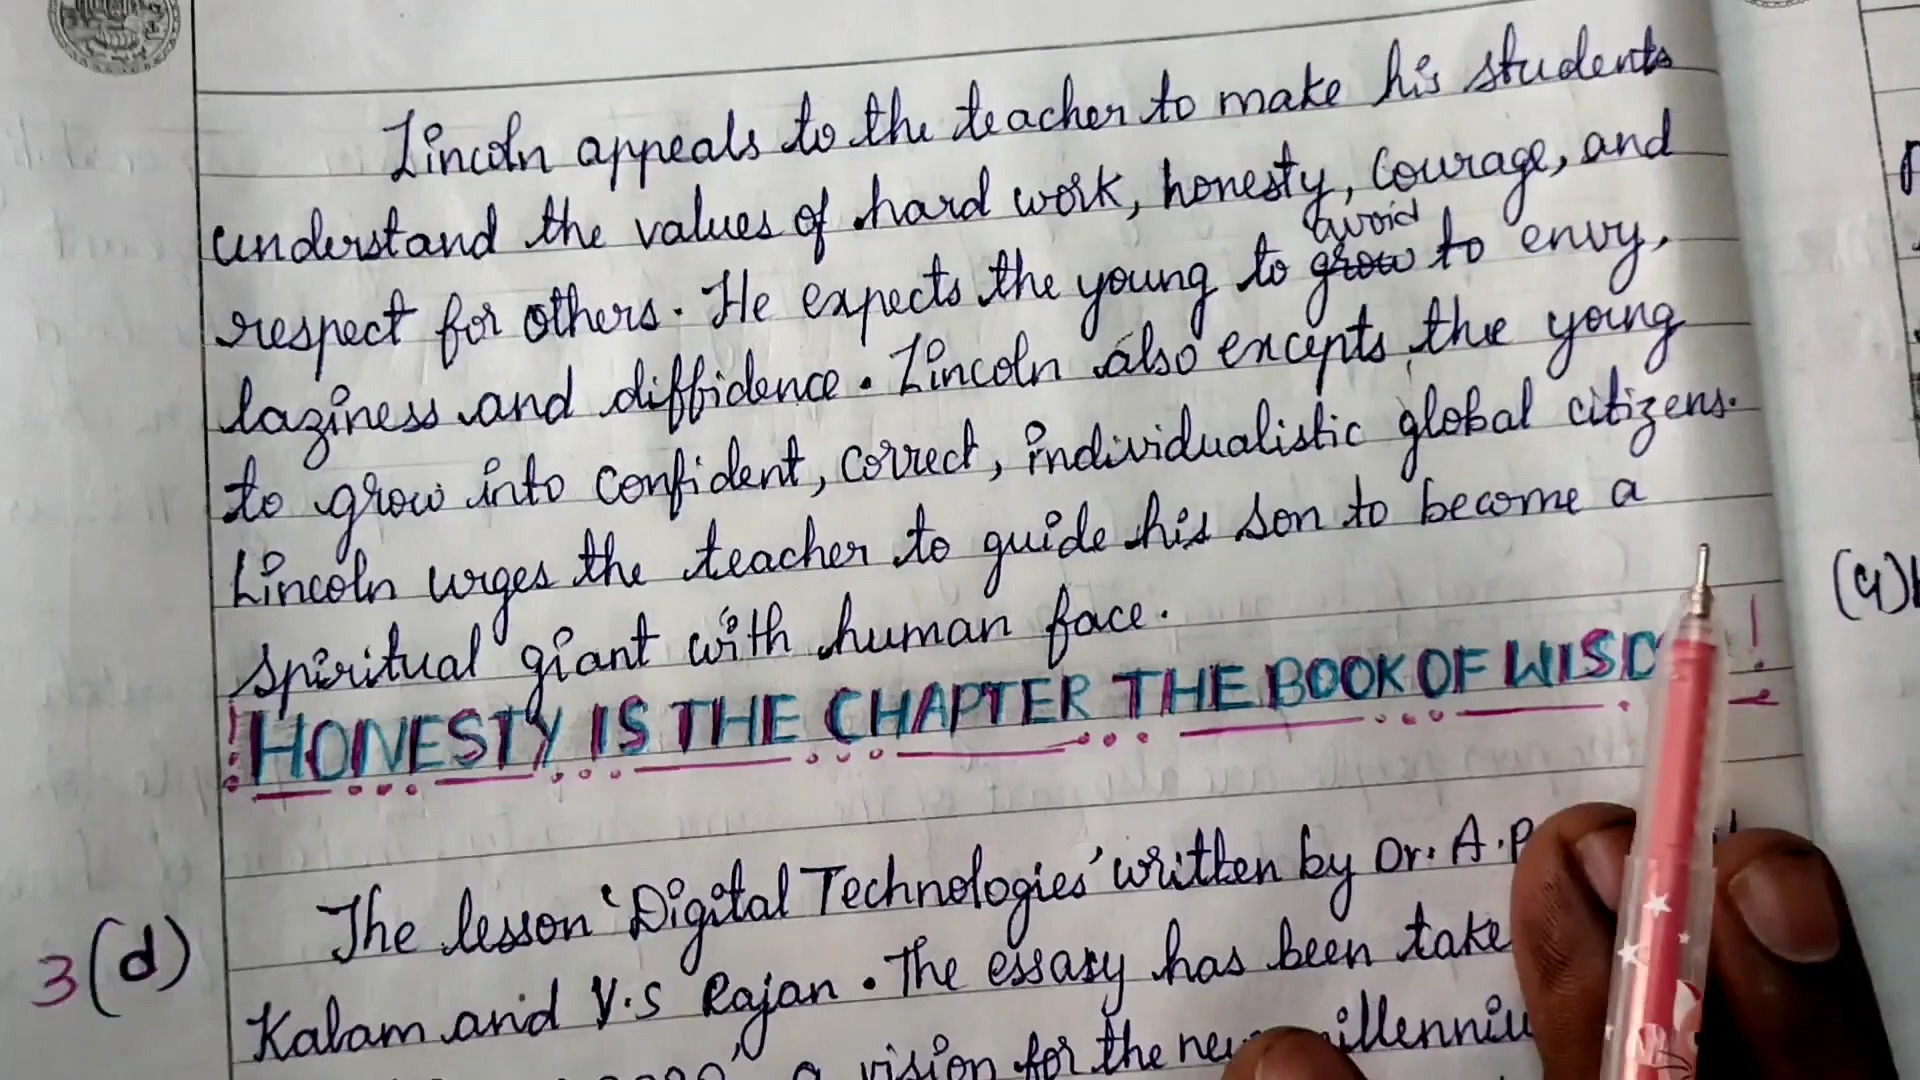 Lincoln appeals to the teacher to make his students
understand the values of hard work, honesty, courage, and
avoid
respect for others. He expects the young to grow to envy,
laziness and diffidence. Lincoln also excepts the young
to grow into confident, correct, individualistic global citizens.
Lincoln urges the teacher to guide his son to become a
spiritual giant with human face.
HONESTY IS THE CHAPTER THE BOOK OF
3(d) The lesson 'Digital Technologies' written by Dr. A.P
Kalam and Y.S Rajan. The essary has been take
a vision for the
(4)